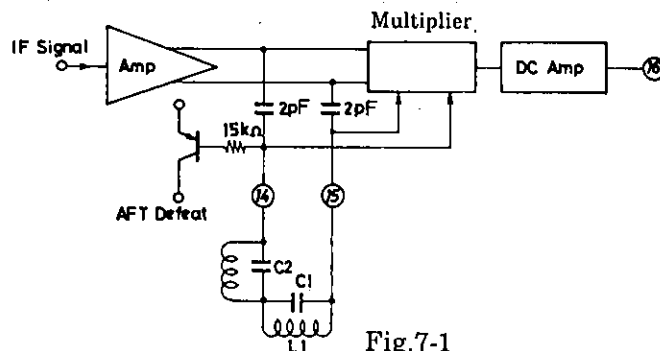 Multiplier
IF Signal
Amp
DC Amp
16
2pF
2pF
15kΩ
14
15
AFT Defeat
C2
C1
L1
Fig.7-1